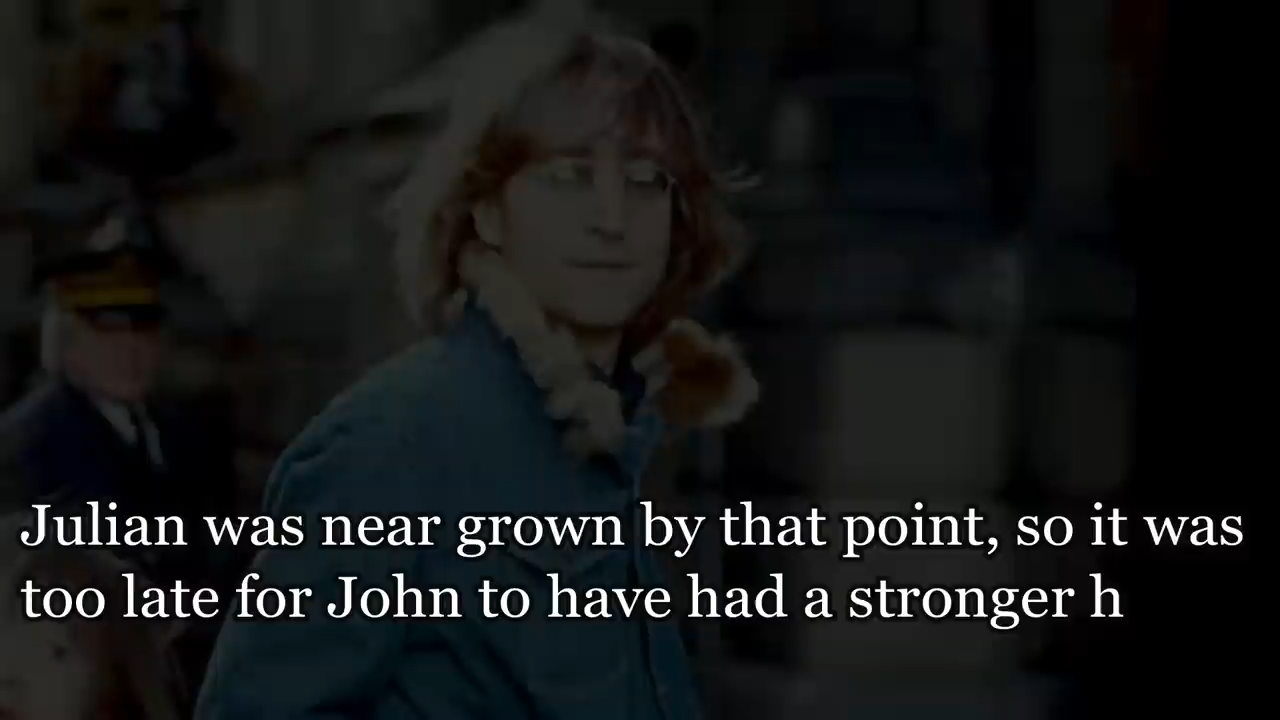 Julian was near grown by that point, so it was
too late for John to have had a stronger h